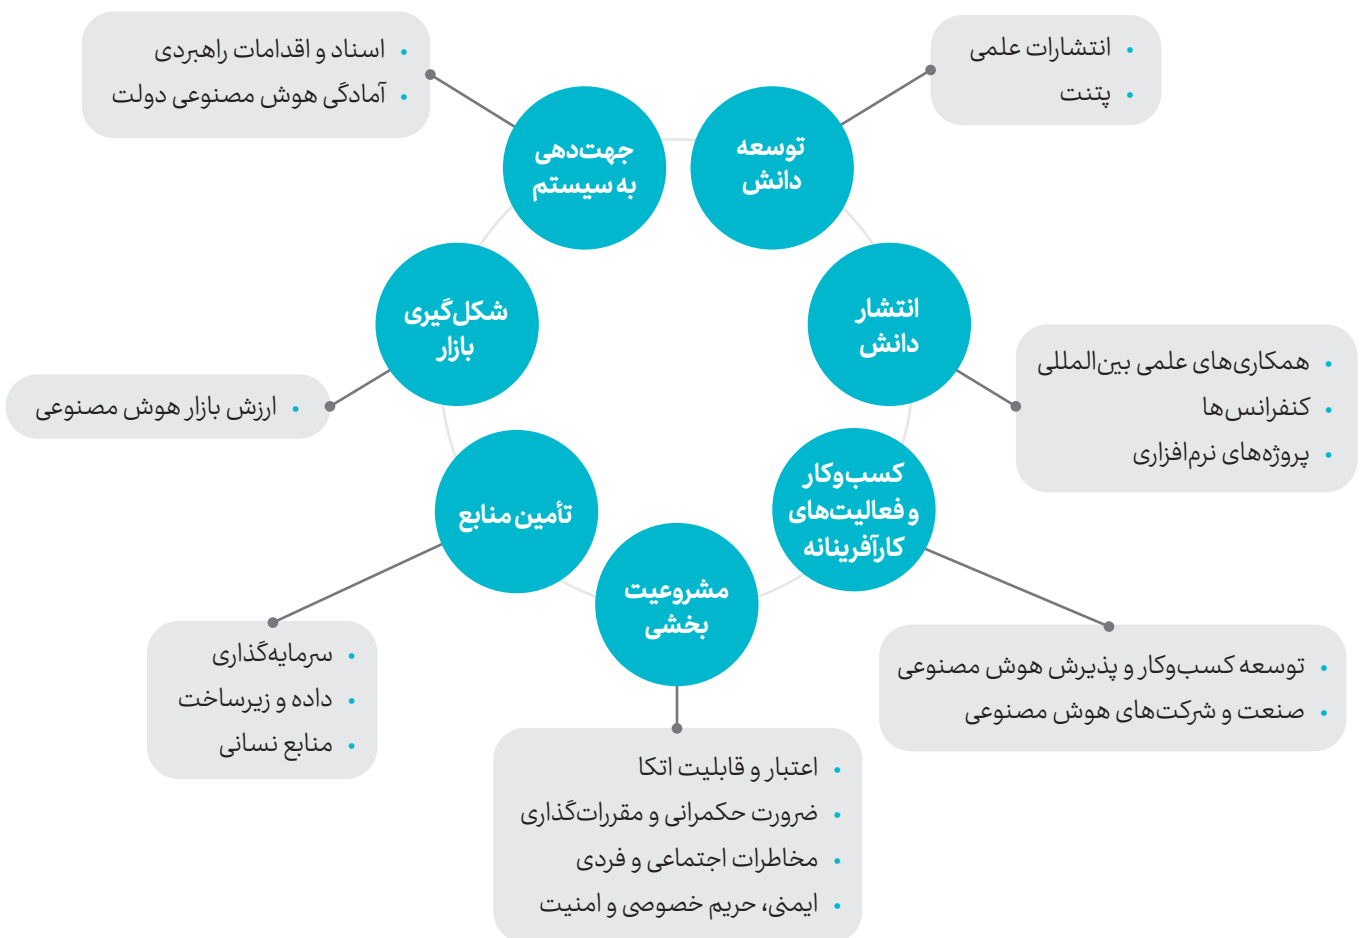 توسعه
دانش
• انتشارات علمی
• پتنت
انتشار
دانش
• همکاری‌های علمی بین‌المللی
• کنفرانس‌ها
• پروژه‌های نرم‌افزاری
کسب‌وکار
و فعالیت‌های
کارآفرینانه
• توسعه کسب‌وکار و پذیرش هوش مصنوعی
• صنعت و شرکت‌های هوش مصنوعی
مشروعیت
بخشی
• اعتبار و قابلیت اتکا
• ضرورت حکمرانی و مقررات‌گذاری
• مخاطرات اجتماعی و فردی
• ایمنی، حریم خصوصی و امنیت
تأمین منابع
• سرمایه‌گذاری
• داده و زیرساخت
• منابع نسانی
شکل‌گیری
بازار
• ارزش بازار هوش مصنوعی
جهت‌دهی
به سیستم
• اسناد و اقدامات راهبردی
• آمادگی هوش مصنوعی دولت